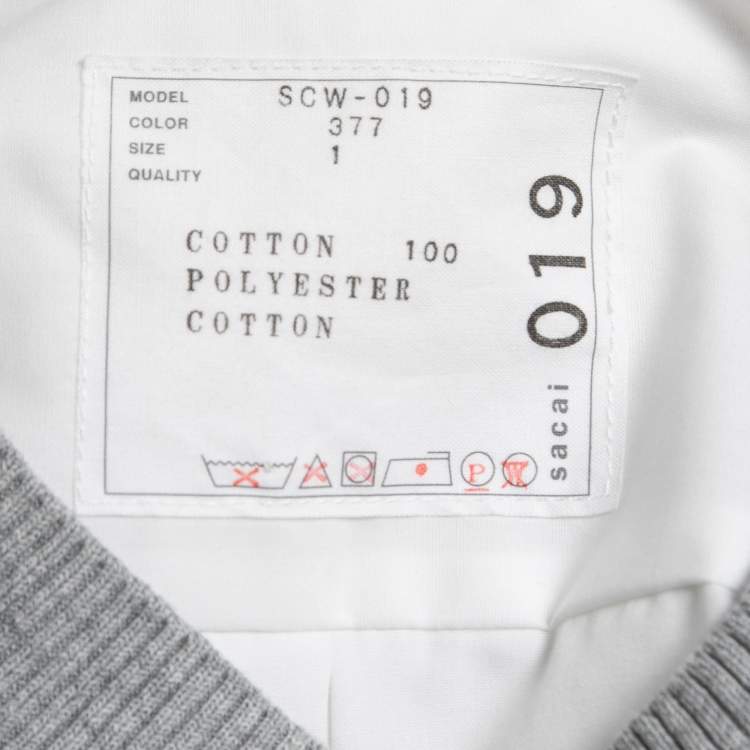 MODEL SCW-019
COLOR 377
SIZE 1
QUALITY
COTTON 100
POLYESTER
COTTON
sacai 019
P
W